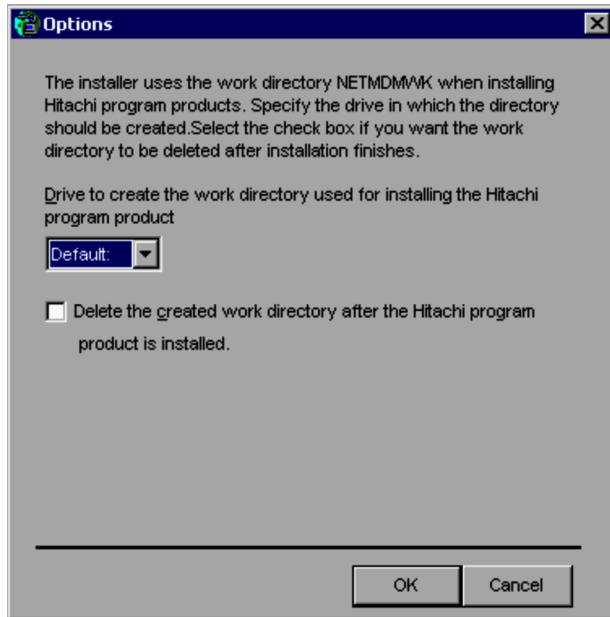 Options
The installer uses the work directory NETMDMWK when installing
Hitachi program products. Specify the drive in which the directory
should be created.Select the check box if you want the work
directory to be deleted after installation finishes.
Drive to create the work directory used for installing the Hitachi
program product
Default:
Delete the created work directory after the Hitachi program
product is installed.
OK
Cancel